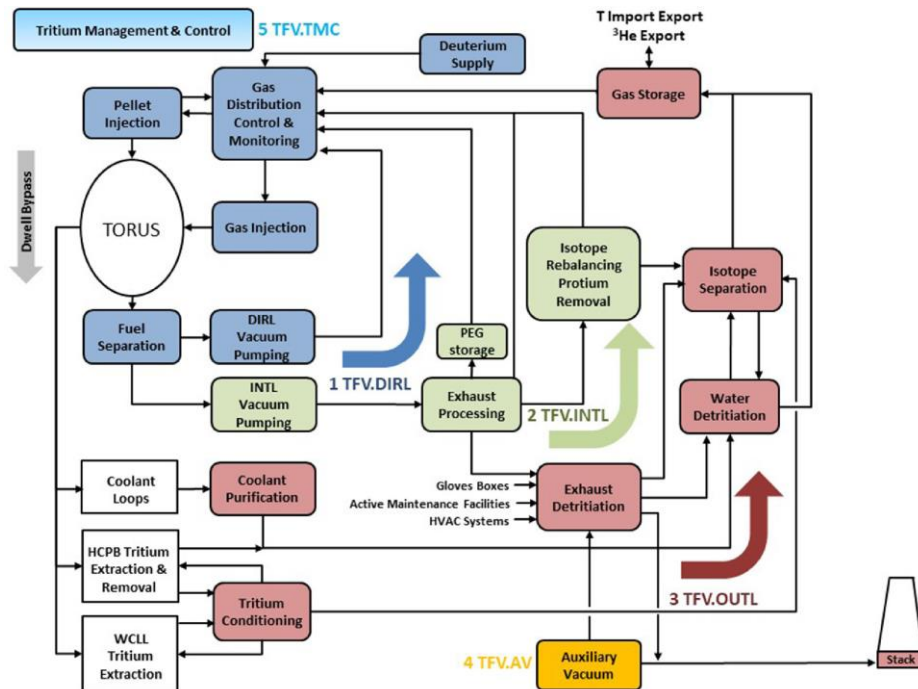 Tritium Management & Control
5 TFV.TMC
T Import Export
³He Export
Deuterium
Supply
Gas Storage
Pellet
Injection
Gas
Distribution
Control &
Monitoring
Dwell Bypass
TORUS
Gas Injection
Isotope
Rebalancing
Protium
Removal
Isotope
Separation
Fuel
Separation
DIRL
Vacuum
Pumping
1 TFV.DIRL
PEG
storage
INTL
Vacuum
Pumping
Exhaust
Processing
2 TFV.INTL
Water
Detritiation
Coolant
Loops
Coolant
Purification
Gloves Boxes
Active Maintenance Facilities
HVAC Systems
Exhaust
Detritiation
HCPB Tritium
Extraction &
Removal
Tritium
Conditioning
3 TFV.OUTL
WCLL
Tritium
Extraction
4 TFV.AV
Auxiliary
Vacuum
Stack